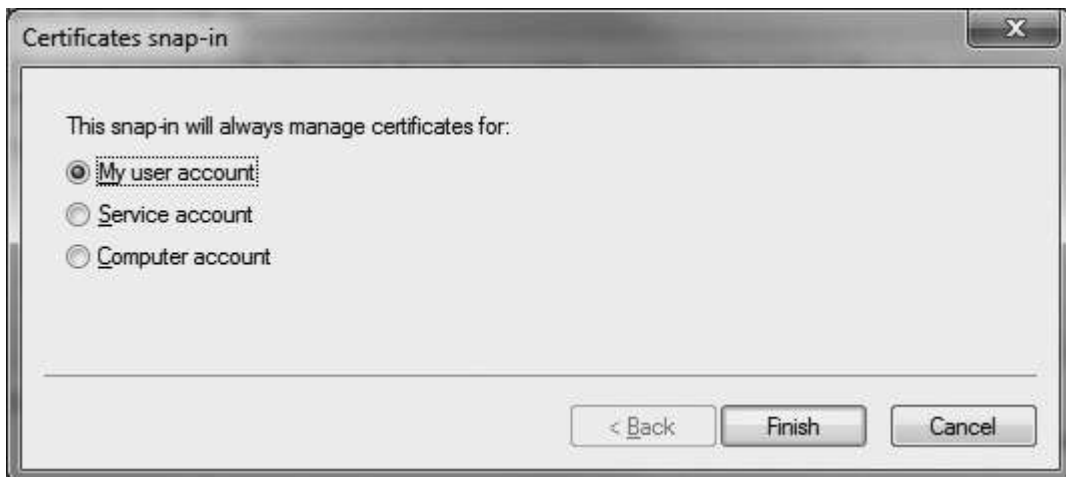 Certificates snap-in
X
This snap-in will always manage certificates for:
My user account
Service account
Computer account
< Back Finish Cancel